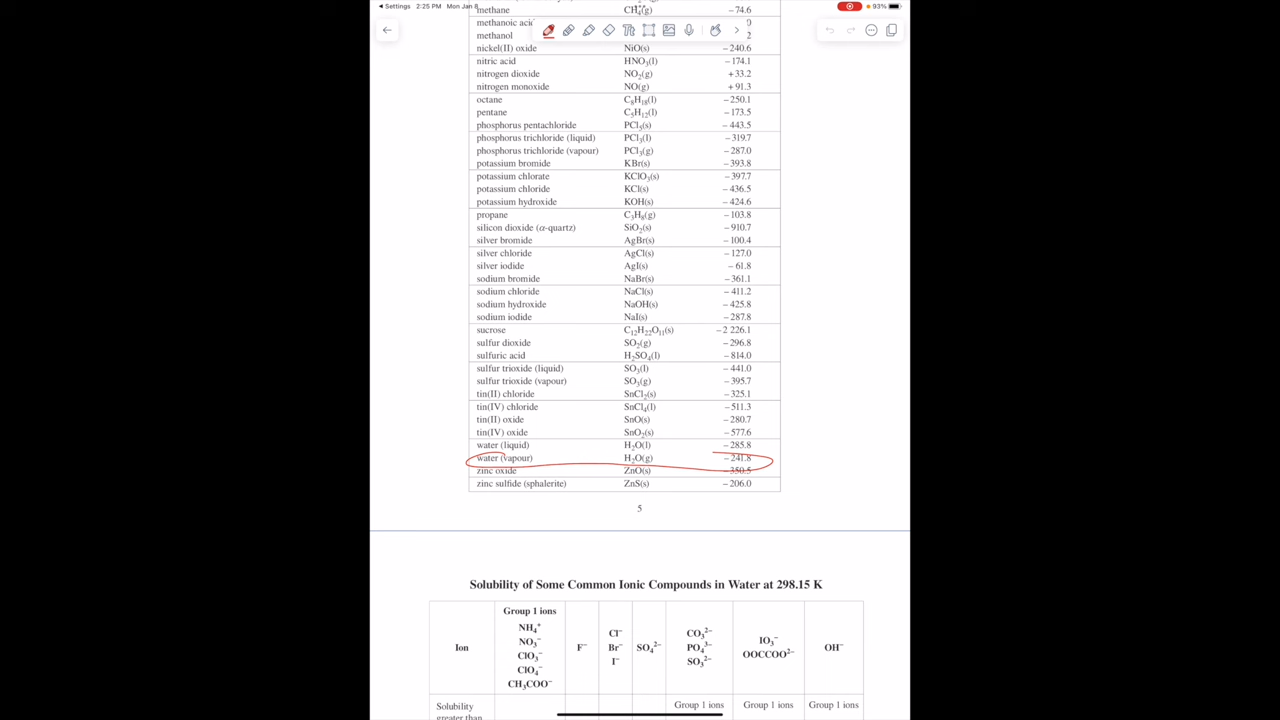 Settings 2:25 PM Mon Jan 8 93%
methane CH₄(g) – 74.6
methanoic acid
methanol 2
nickel(II) oxide NiO(s) – 240.6
nitric acid HNO₃(l) – 174.1
nitrogen dioxide NO₂(g) + 33.2
nitrogen monoxide NO(g) + 91.3
octane C₈H₁₈(l) – 250.1
pentane C₅H₁₂(l) – 173.5
phosphorus pentachloride PCl₅(s) – 443.5
phosphorus trichloride (liquid) PCl₃(l) – 319.7
phosphorus trichloride (vapour) PCl₃(g) – 287.0
potassium bromide KBr(s) – 393.8
potassium chlorate KClO₃(s) – 397.7
potassium chloride KCl(s) – 436.5
potassium hydroxide KOH(s) – 424.6
propane C₃H₈(g) – 103.8
silicon dioxide (α-quartz) SiO₂(s) – 910.7
silver bromide AgBr(s) – 100.4
silver chloride AgCl(s) – 127.0
silver iodide AgI(s) – 61.8
sodium bromide NaBr(s) – 361.1
sodium chloride NaCl(s) – 411.2
sodium hydroxide NaOH(s) – 425.8
sodium iodide NaI(s) – 287.8
sucrose C₁₂H₂₂O₁₁(s) – 2 226.1
sulfur dioxide SO₂(g) – 296.8
sulfuric acid H₂SO₄(l) – 814.0
sulfur trioxide (liquid) SO₃(l) – 441.0
sulfur trioxide (vapour) SO₃(g) – 395.7
tin(II) chloride SnCl₂(s) – 325.1
tin(IV) chloride SnCl₄(l) – 511.3
tin(II) oxide SnO(s) – 280.7
tin(IV) oxide SnO₂(s) – 577.6
water (liquid) H₂O(l) – 285.8
water (vapour) H₂O(g) – 241.8
zinc oxide ZnO(s) – 350.5
zinc sulfide (sphalerite) ZnS(s) – 206.0
5
Solubility of Some Common Ionic Compounds in Water at 298.15 K
Ion
Group 1 ions
NH₄⁺
NO₃⁻
ClO₃⁻
ClO₄⁻
CH₃COO⁻
F⁻
Cl⁻
Br⁻
I⁻
SO₄²⁻
CO₃²⁻
PO₄³⁻
SO₃²⁻
IO₃⁻
OOCCOO²⁻
OH⁻
Solubility
greater than
Group 1 ions Group 1 ions Group 1 ions